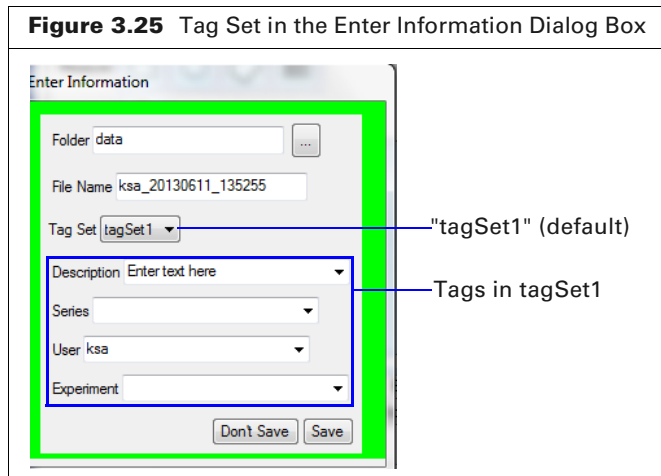 Figure 3.25 Tag Set in the Enter Information Dialog Box
Enter Information
Folder data ...
File Name ksa_20130611_135255
Tag Set tagSet1
"tagSet1" (default)
Description Enter text here
Tags in tagSet1
Series
User ksa
Experiment
Don't Save Save